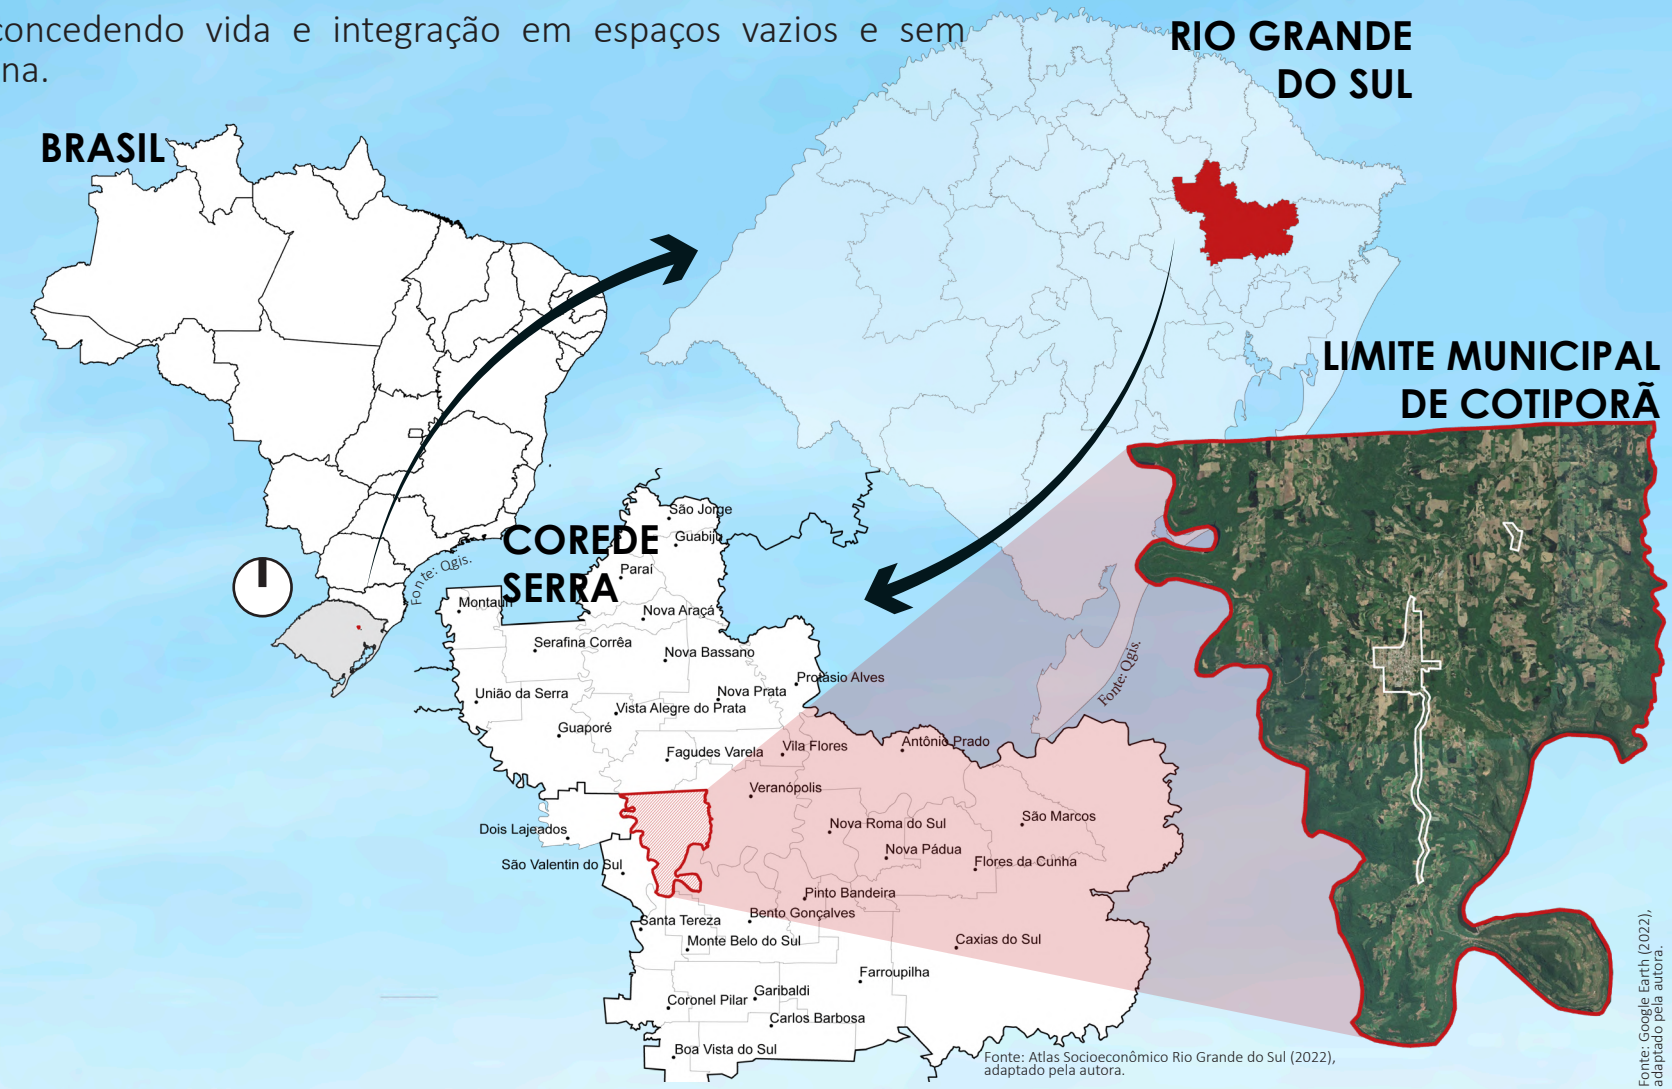 concedendo vida e integração em espaços vazios e sem
na.
BRASIL
RIO GRANDE
DO SUL
LIMITE MUNICIPAL
DE COTIPORÃ
COREDE
SERRA
Fonte: Qgis.
Fonte: Qgis.
São Jorge
Guabiju
Paraí
Montauri
Nova Araçá
Serafina Corrêa
Nova Bassano
Protásio Alves
União da Serra
Nova Prata
Vista Alegre do Prata
Guaporé
Fagudes Varela
Vila Flores
Antônio Prado
Veranópolis
São Marcos
Dois Lajeados
Nova Roma do Sul
Nova Pádua
São Valentin do Sul
Flores da Cunha
Pinto Bandeira
Santa Tereza
Bento Gonçalves
Monte Belo do Sul
Caxias do Sul
Farroupilha
Coronel Pilar
Garibaldi
Carlos Barbosa
Boa Vista do Sul
Fonte: Atlas Socioeconômico Rio Grande do Sul (2022),
adaptado pela autora.
Fonte: Google Earth (2022),
adaptado pela autora.